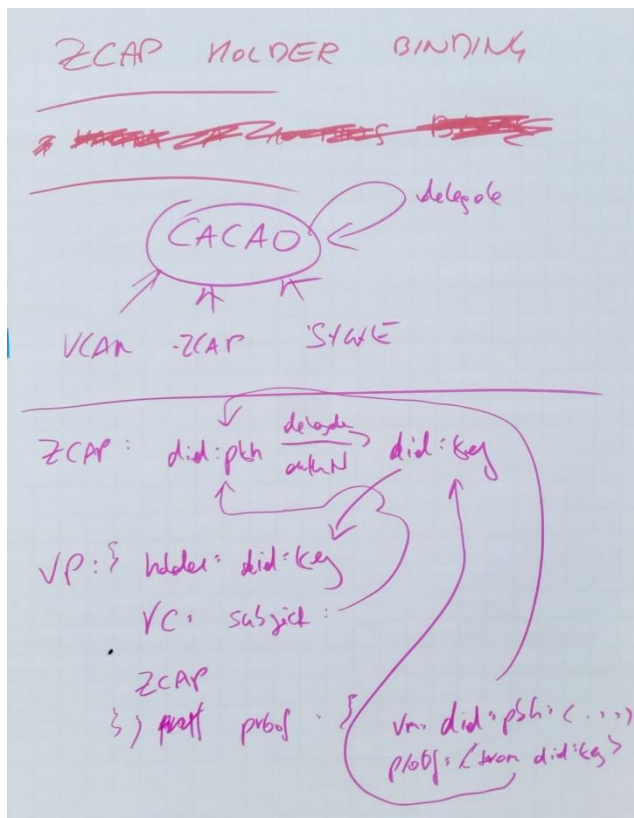 ZCAP HOLDER BINDING
delegate
CACAO
UCAN ZCAP SIWE
delegate
ZCAP: did:pkh did:key
authN
VP: { holder: did:key
VC: subject:
ZCAP
}, proof: {
vm: did:pkh:<...>
proof: <from did:key>